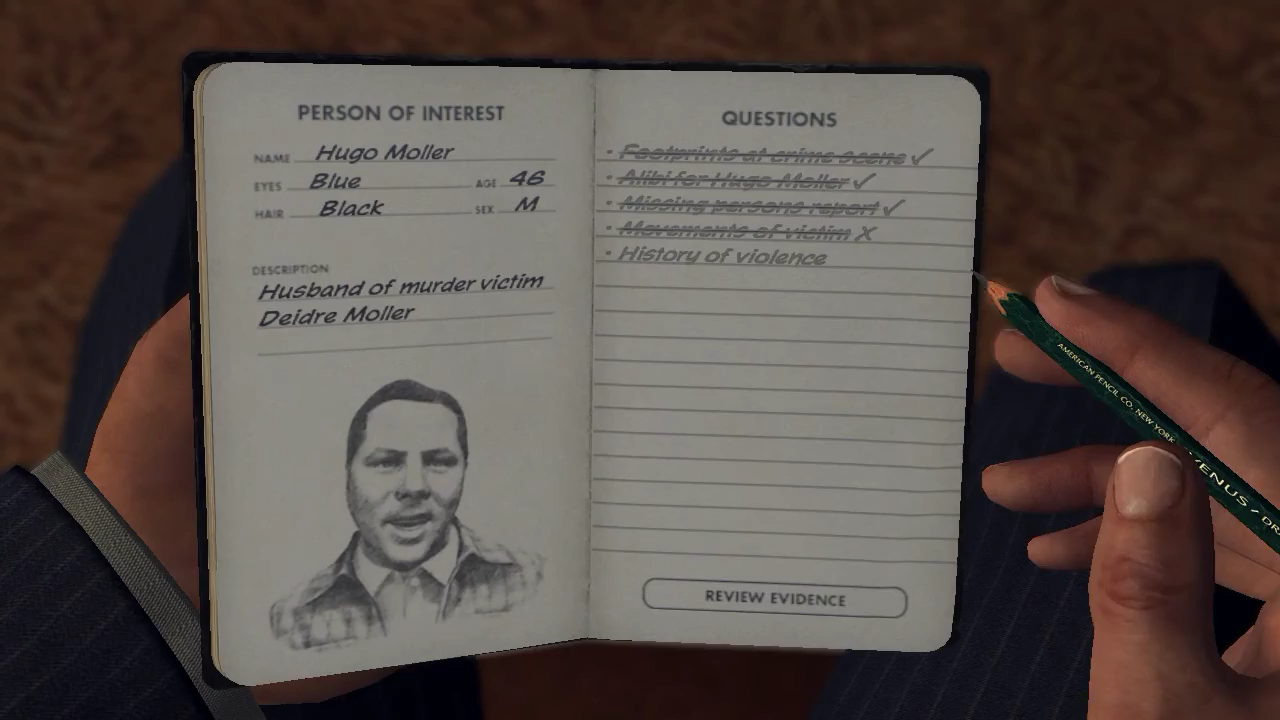 PERSON OF INTEREST
NAME Hugo Moller
EYES Blue AGE 46
HAIR Black SEX M
DESCRIPTION
Husband of murder victim
Deidre Moller
QUESTIONS
• Footprints at crime scene ✓
• Alibi for Hugo Moller ✓
• Missing persons report ✓
• Movements of victim X
• History of violence
REVIEW EVIDENCE
AMERICAN PENCIL CO. NEW YORK
VENUS / DR